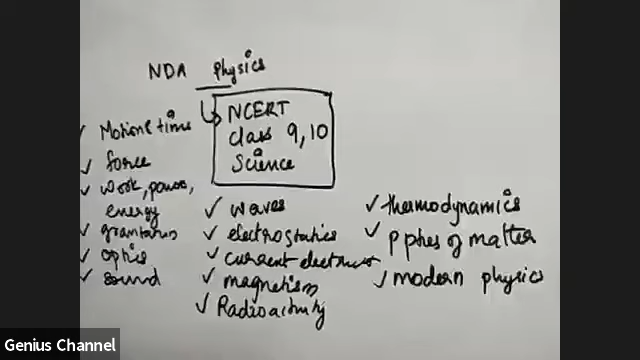 NDA Physics
NCERT
class 9, 10
Science
Motion & time
force
work, power,
energy
gravitation
optics
sound
waves
electrostatics
current electricity
magnetism
Radioactivity
thermodynamics
P ptes of matter
modern physics
Genius Channel